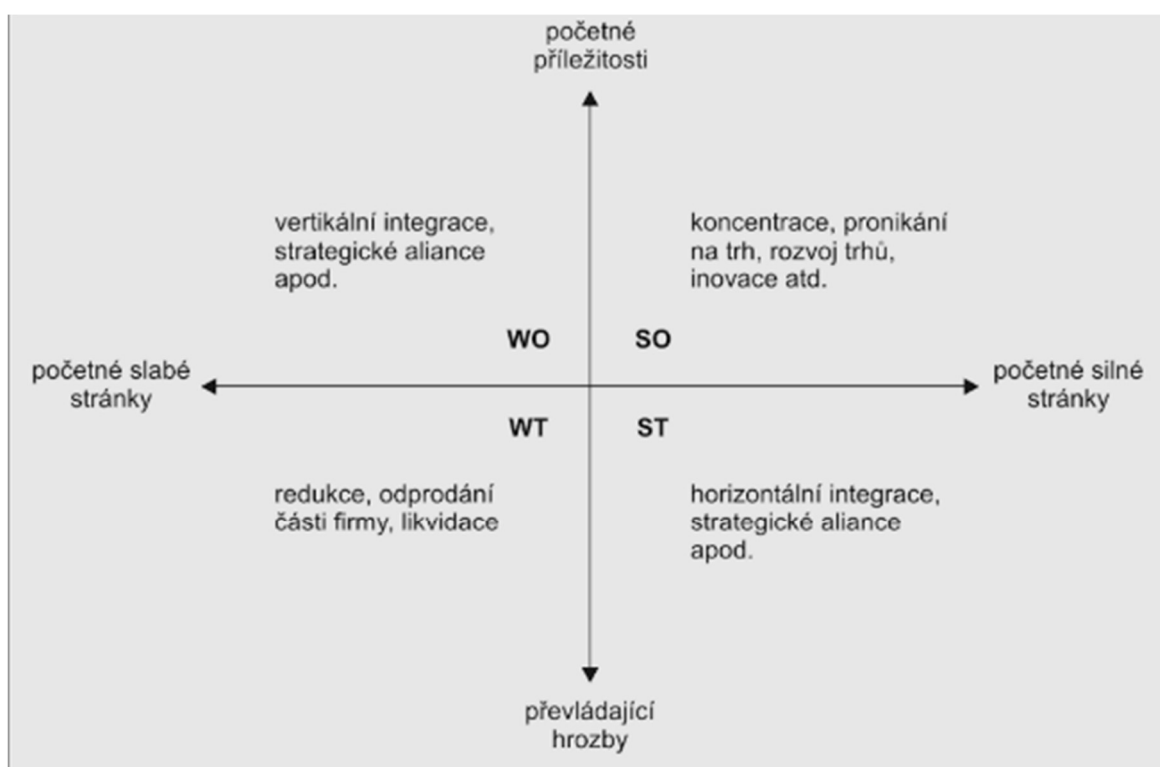 početné
příležitosti
vertikální integrace,
strategické aliance
apod.
koncentrace, pronikání
na trh, rozvoj trhů,
inovace atd.
WO
SO
početné slabé
stránky
početné silné
stránky
WT
ST
redukce, odprodání
části firmy, likvidace
horizontální integrace,
strategické aliance
apod.
převládající
hrozby